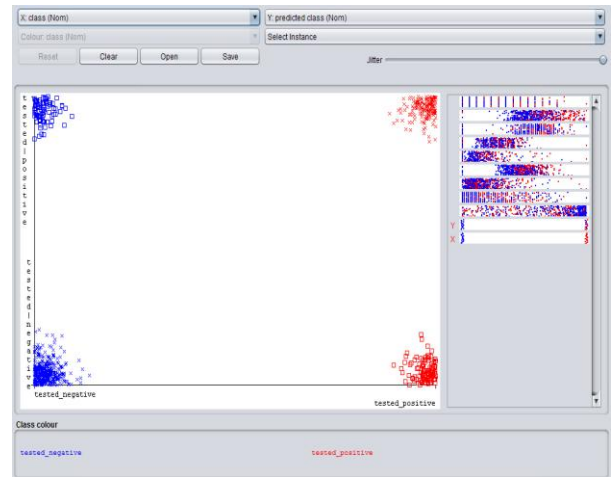 X: class (Nom)
Y: predicted class (Nom)
Colour: class (Nom)
Select Instance
Reset
Clear
Open
Save
Jitter
tested_positive
tested_negative
tested_negative
tested_positive
Y
X
Class colour
tested_negative
tested_positive